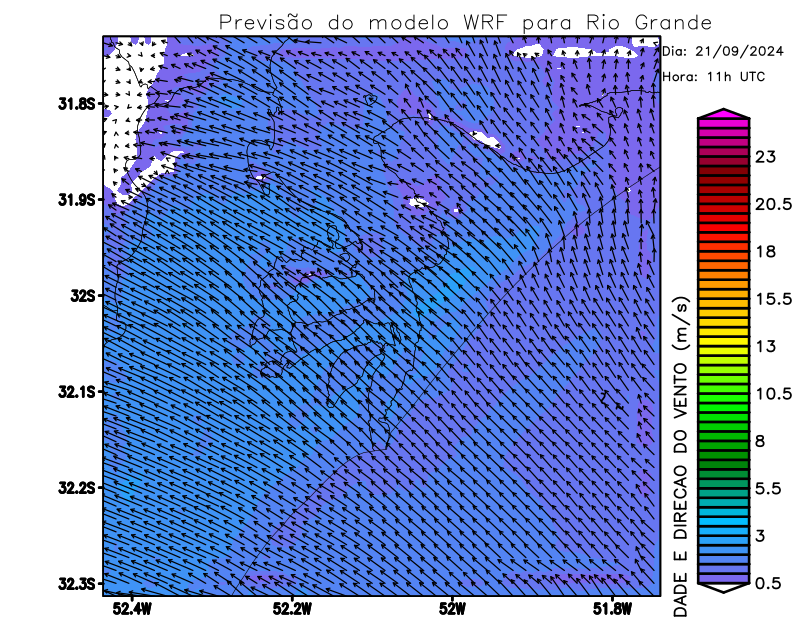 Previsão do modelo WRF para Rio Grande
Dia: 21/09/2024
Hora: 11h UTC
31.8S
31.9S
32S
32.1S
32.2S
32.3S
52.4W
52.2W
52W
51.8W
DADE E DIRECAO DO VENTO (m/s)
23
20.5
18
15.5
13
10.5
8
5.5
3
0.5